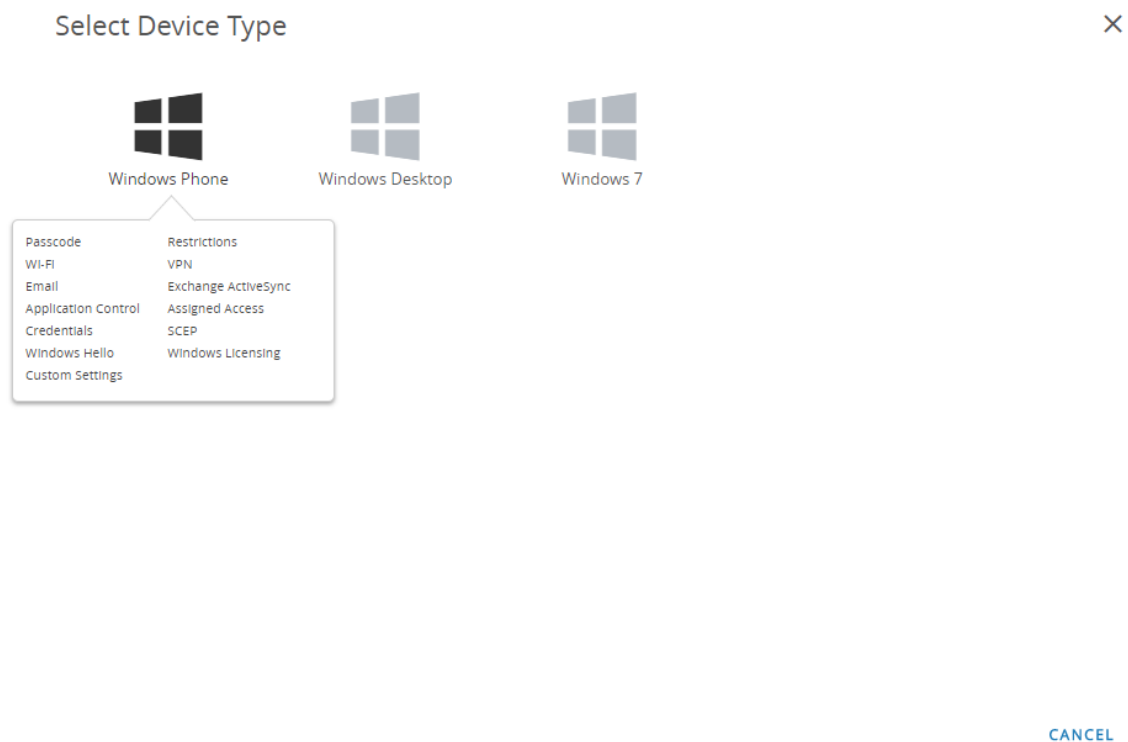 Select Device Type
Windows Phone
Windows Desktop
Windows 7
Passcode
Restrictions
Wi-Fi
VPN
Email
Exchange ActiveSync
Application Control
Assigned Access
Credentials
SCEP
Windows Hello
Windows Licensing
Custom Settings
CANCEL